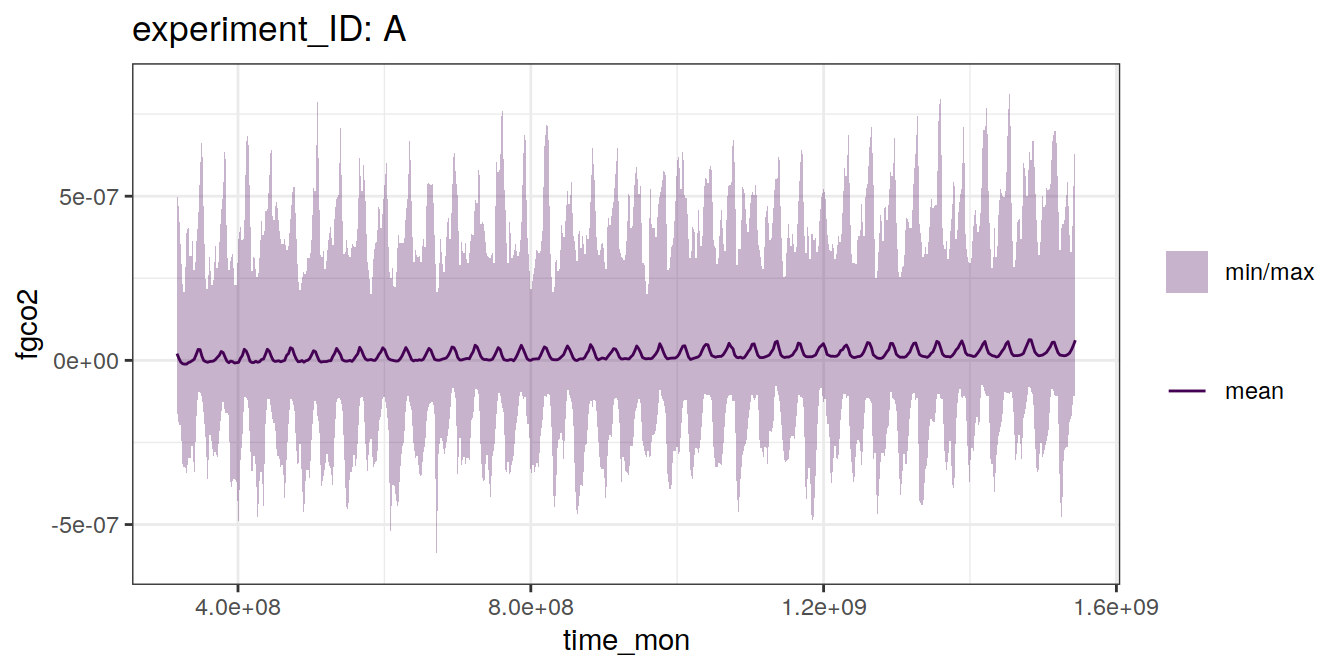 experiment_ID: A
fgco2
5e-07
0e+00
-5e-07
4.0e+08
8.0e+08
1.2e+09
1.6e+09
time_mon
min/max
mean